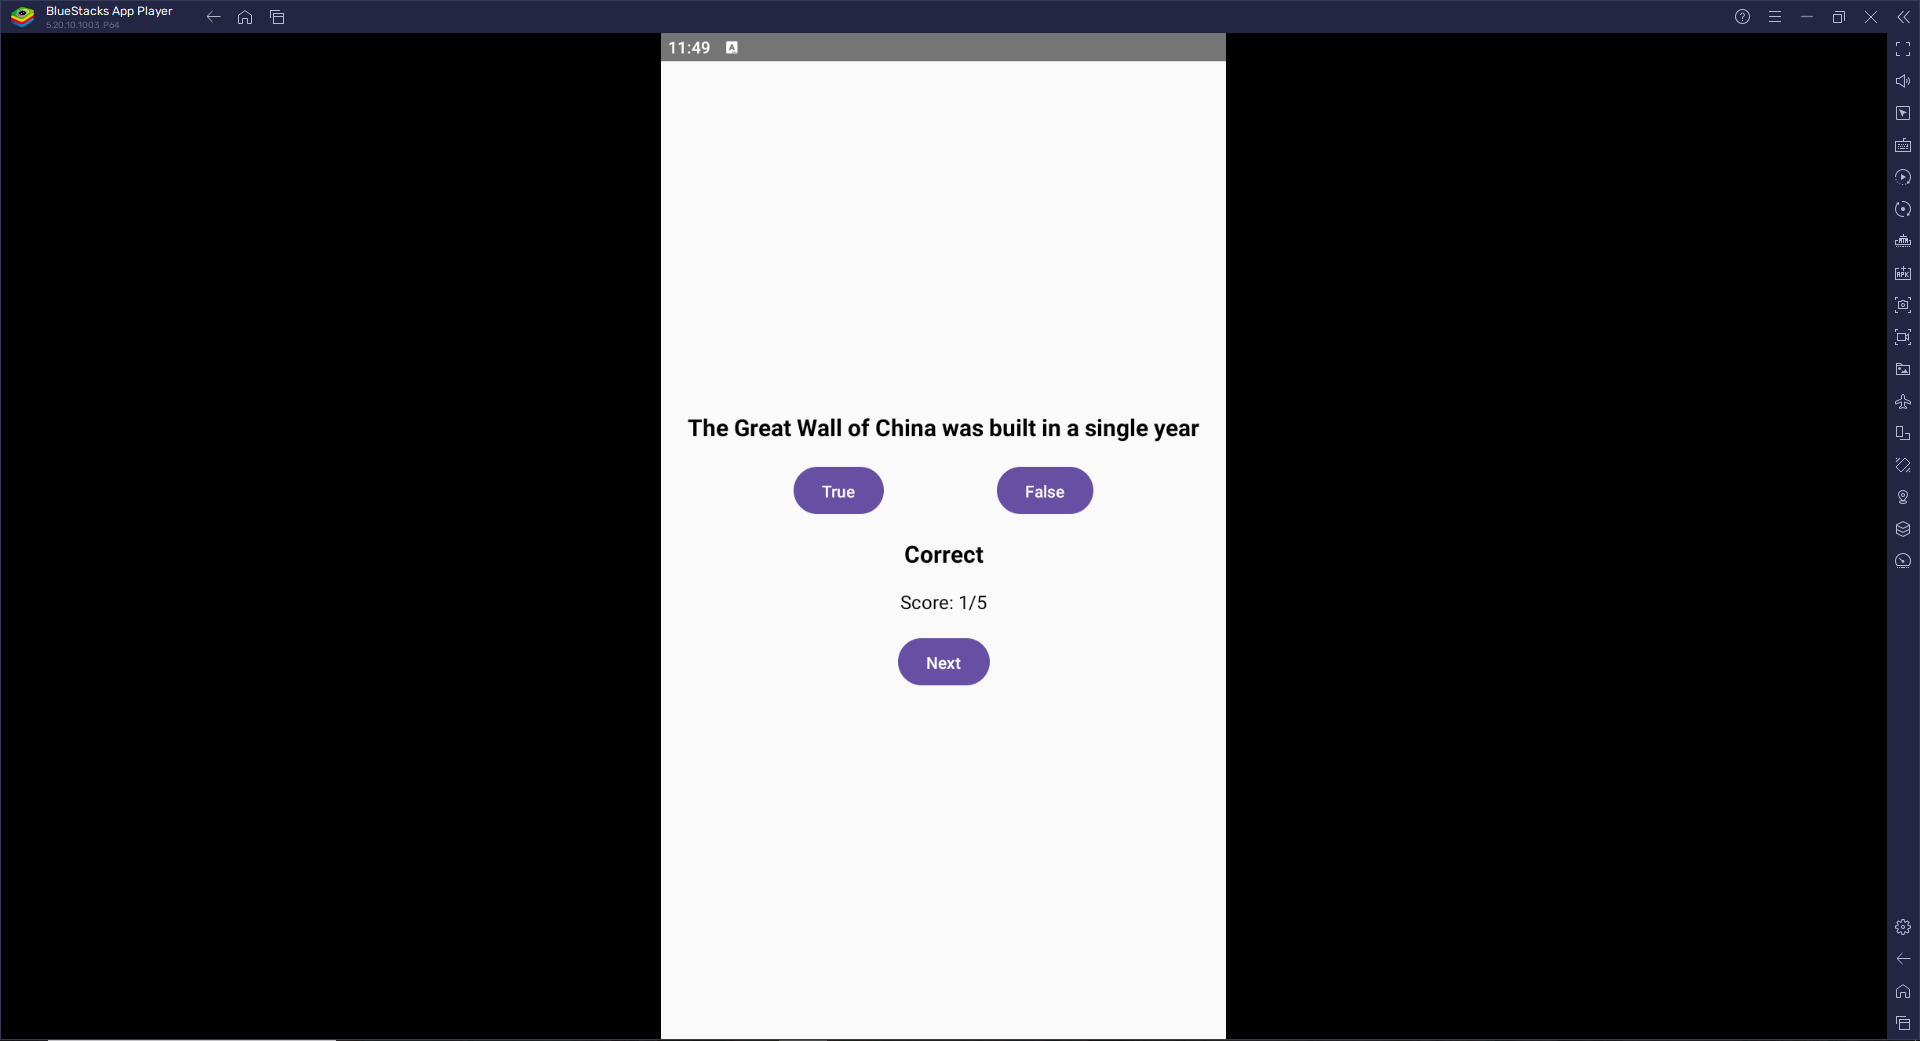 BlueStacks App Player
5.20.10.1003 P64
11:49
The Great Wall of China was built in a single year
True
False
Correct
Score: 1/5
Next